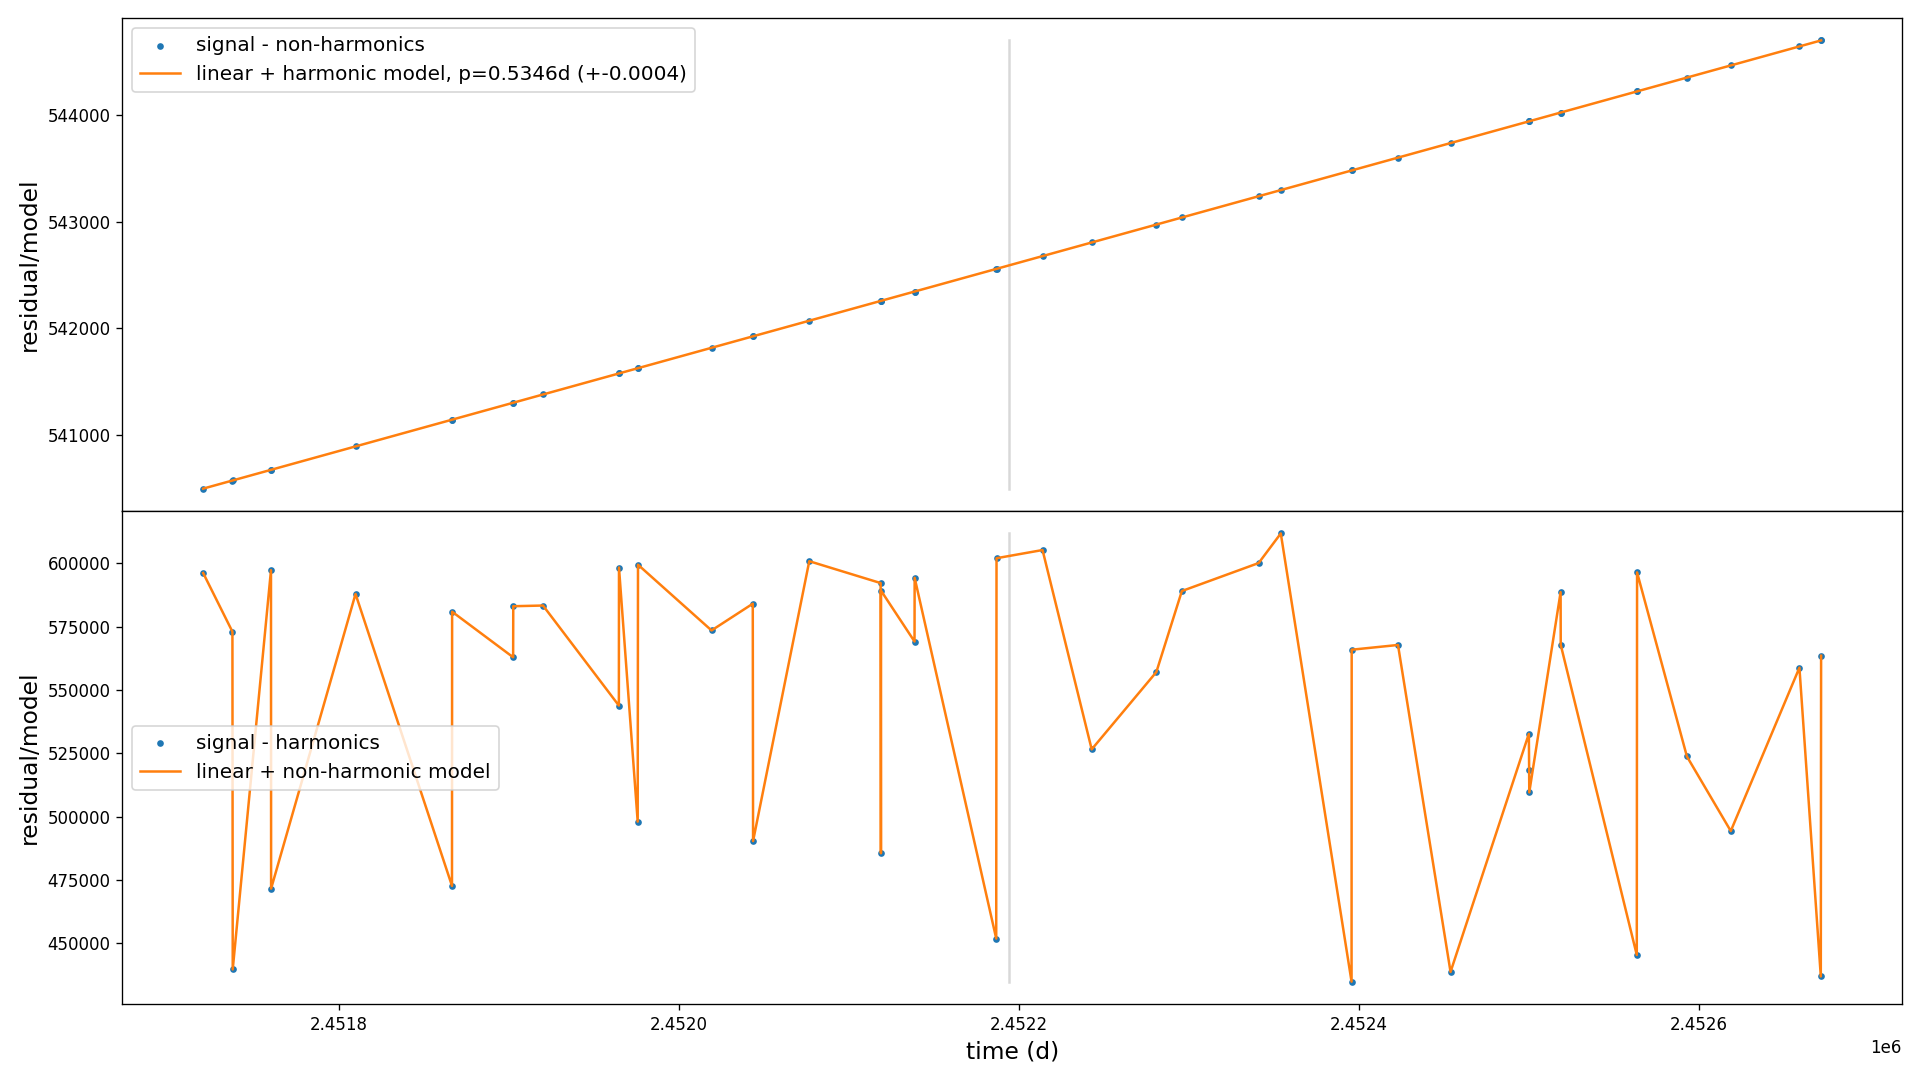 signal - non-harmonics
linear + harmonic model, p=0.5346d (+-0.0004)
544000
543000
542000
541000
residual/model
600000
575000
550000
525000
500000
475000
450000
residual/model
signal - harmonics
linear + non-harmonic model
2.4518
2.4520
2.4522
2.4524
2.4526
1e6
time (d)